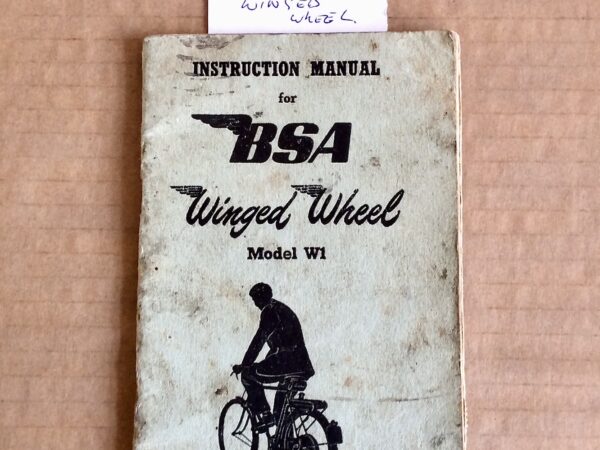 WINGED
WHEEL.
INSTRUCTION MANUAL
for
BSA
Winged Wheel
Model W1